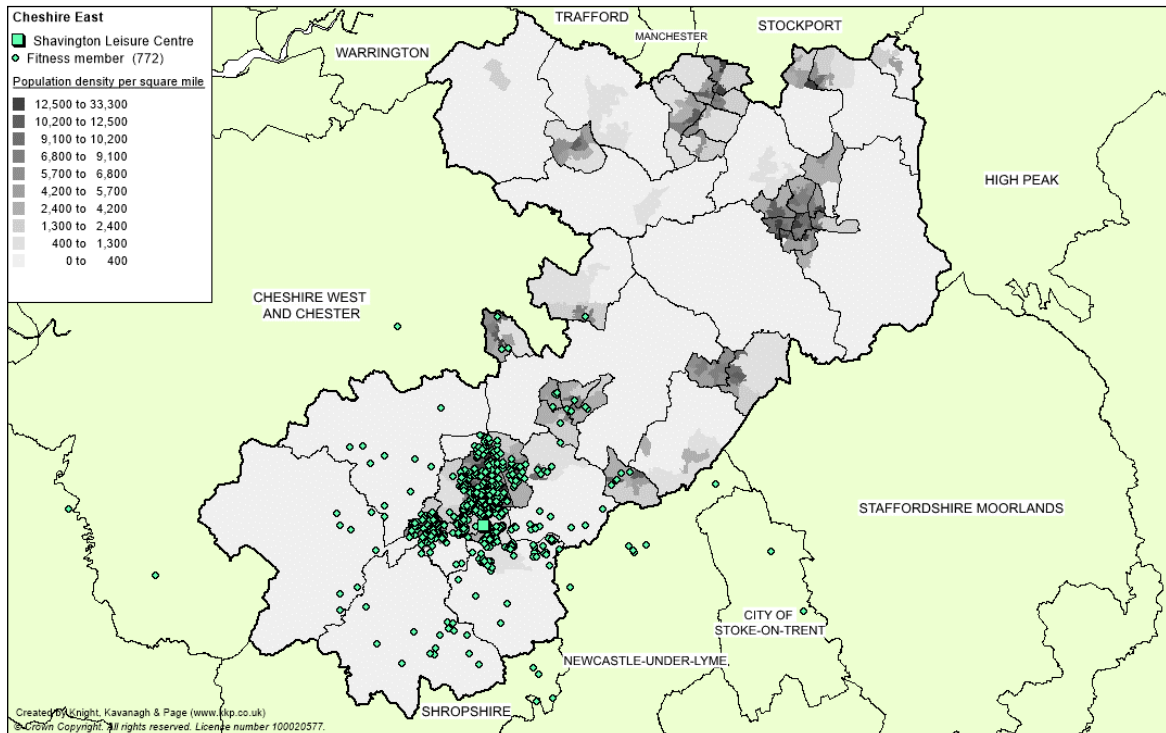 Cheshire East
Shavington Leisure Centre
Fitness member (772)
Population density per square mile
12,500 to 33,300
10,200 to 12,500
9,100 to 10,200
6,800 to 9,100
5,700 to 6,800
4,200 to 5,700
2,400 to 4,200
1,300 to 2,400
400 to 1,300
0 to 400
TRAFFORD
STOCKPORT
MANCHESTER
WARRINGTON
HIGH PEAK
CHESHIRE WEST
AND CHESTER
STAFFORDSHIRE MOORLANDS
CITY OF
STOKE-ON-TRENT
NEWCASTLE-UNDER-LYME
SHROPSHIRE
Created by Knight, Kavanagh & Page (www.kkp.co.uk)
© Crown Copyright. All rights reserved. License number 100020577.